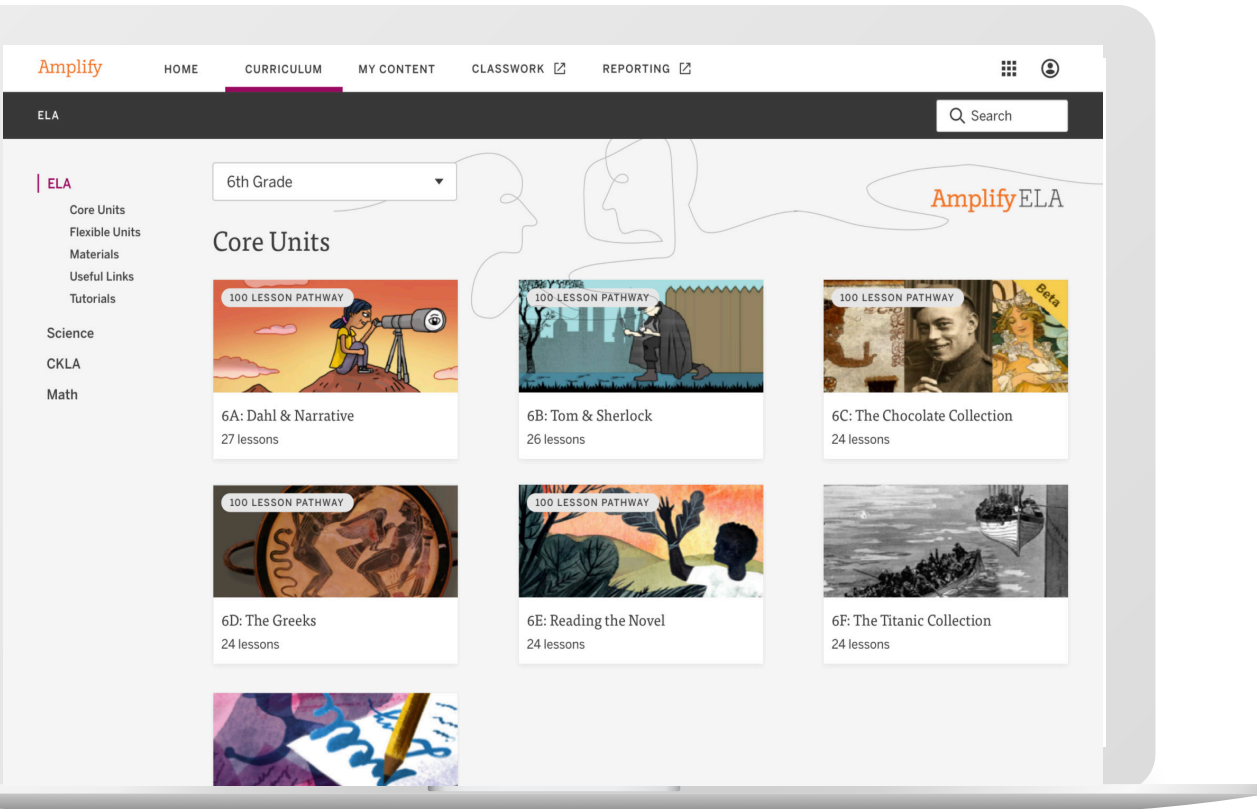 Amplify
HOME
CURRICULUM
MY CONTENT
CLASSWORK
REPORTING
ELA
Search
ELA
Core Units
Flexible Units
Materials
Useful Links
Tutorials
Science
CKLA
Math
6th Grade
AmplifyELA
Core Units
100 LESSON PATHWAY
6A: Dahl & Narrative
27 lessons
100 LESSON PATHWAY
6B: Tom & Sherlock
26 lessons
100 LESSON PATHWAY
Beta
6C: The Chocolate Collection
24 lessons
100 LESSON PATHWAY
6D: The Greeks
24 lessons
100 LESSON PATHWAY
6E: Reading the Novel
24 lessons
6F: The Titanic Collection
24 lessons